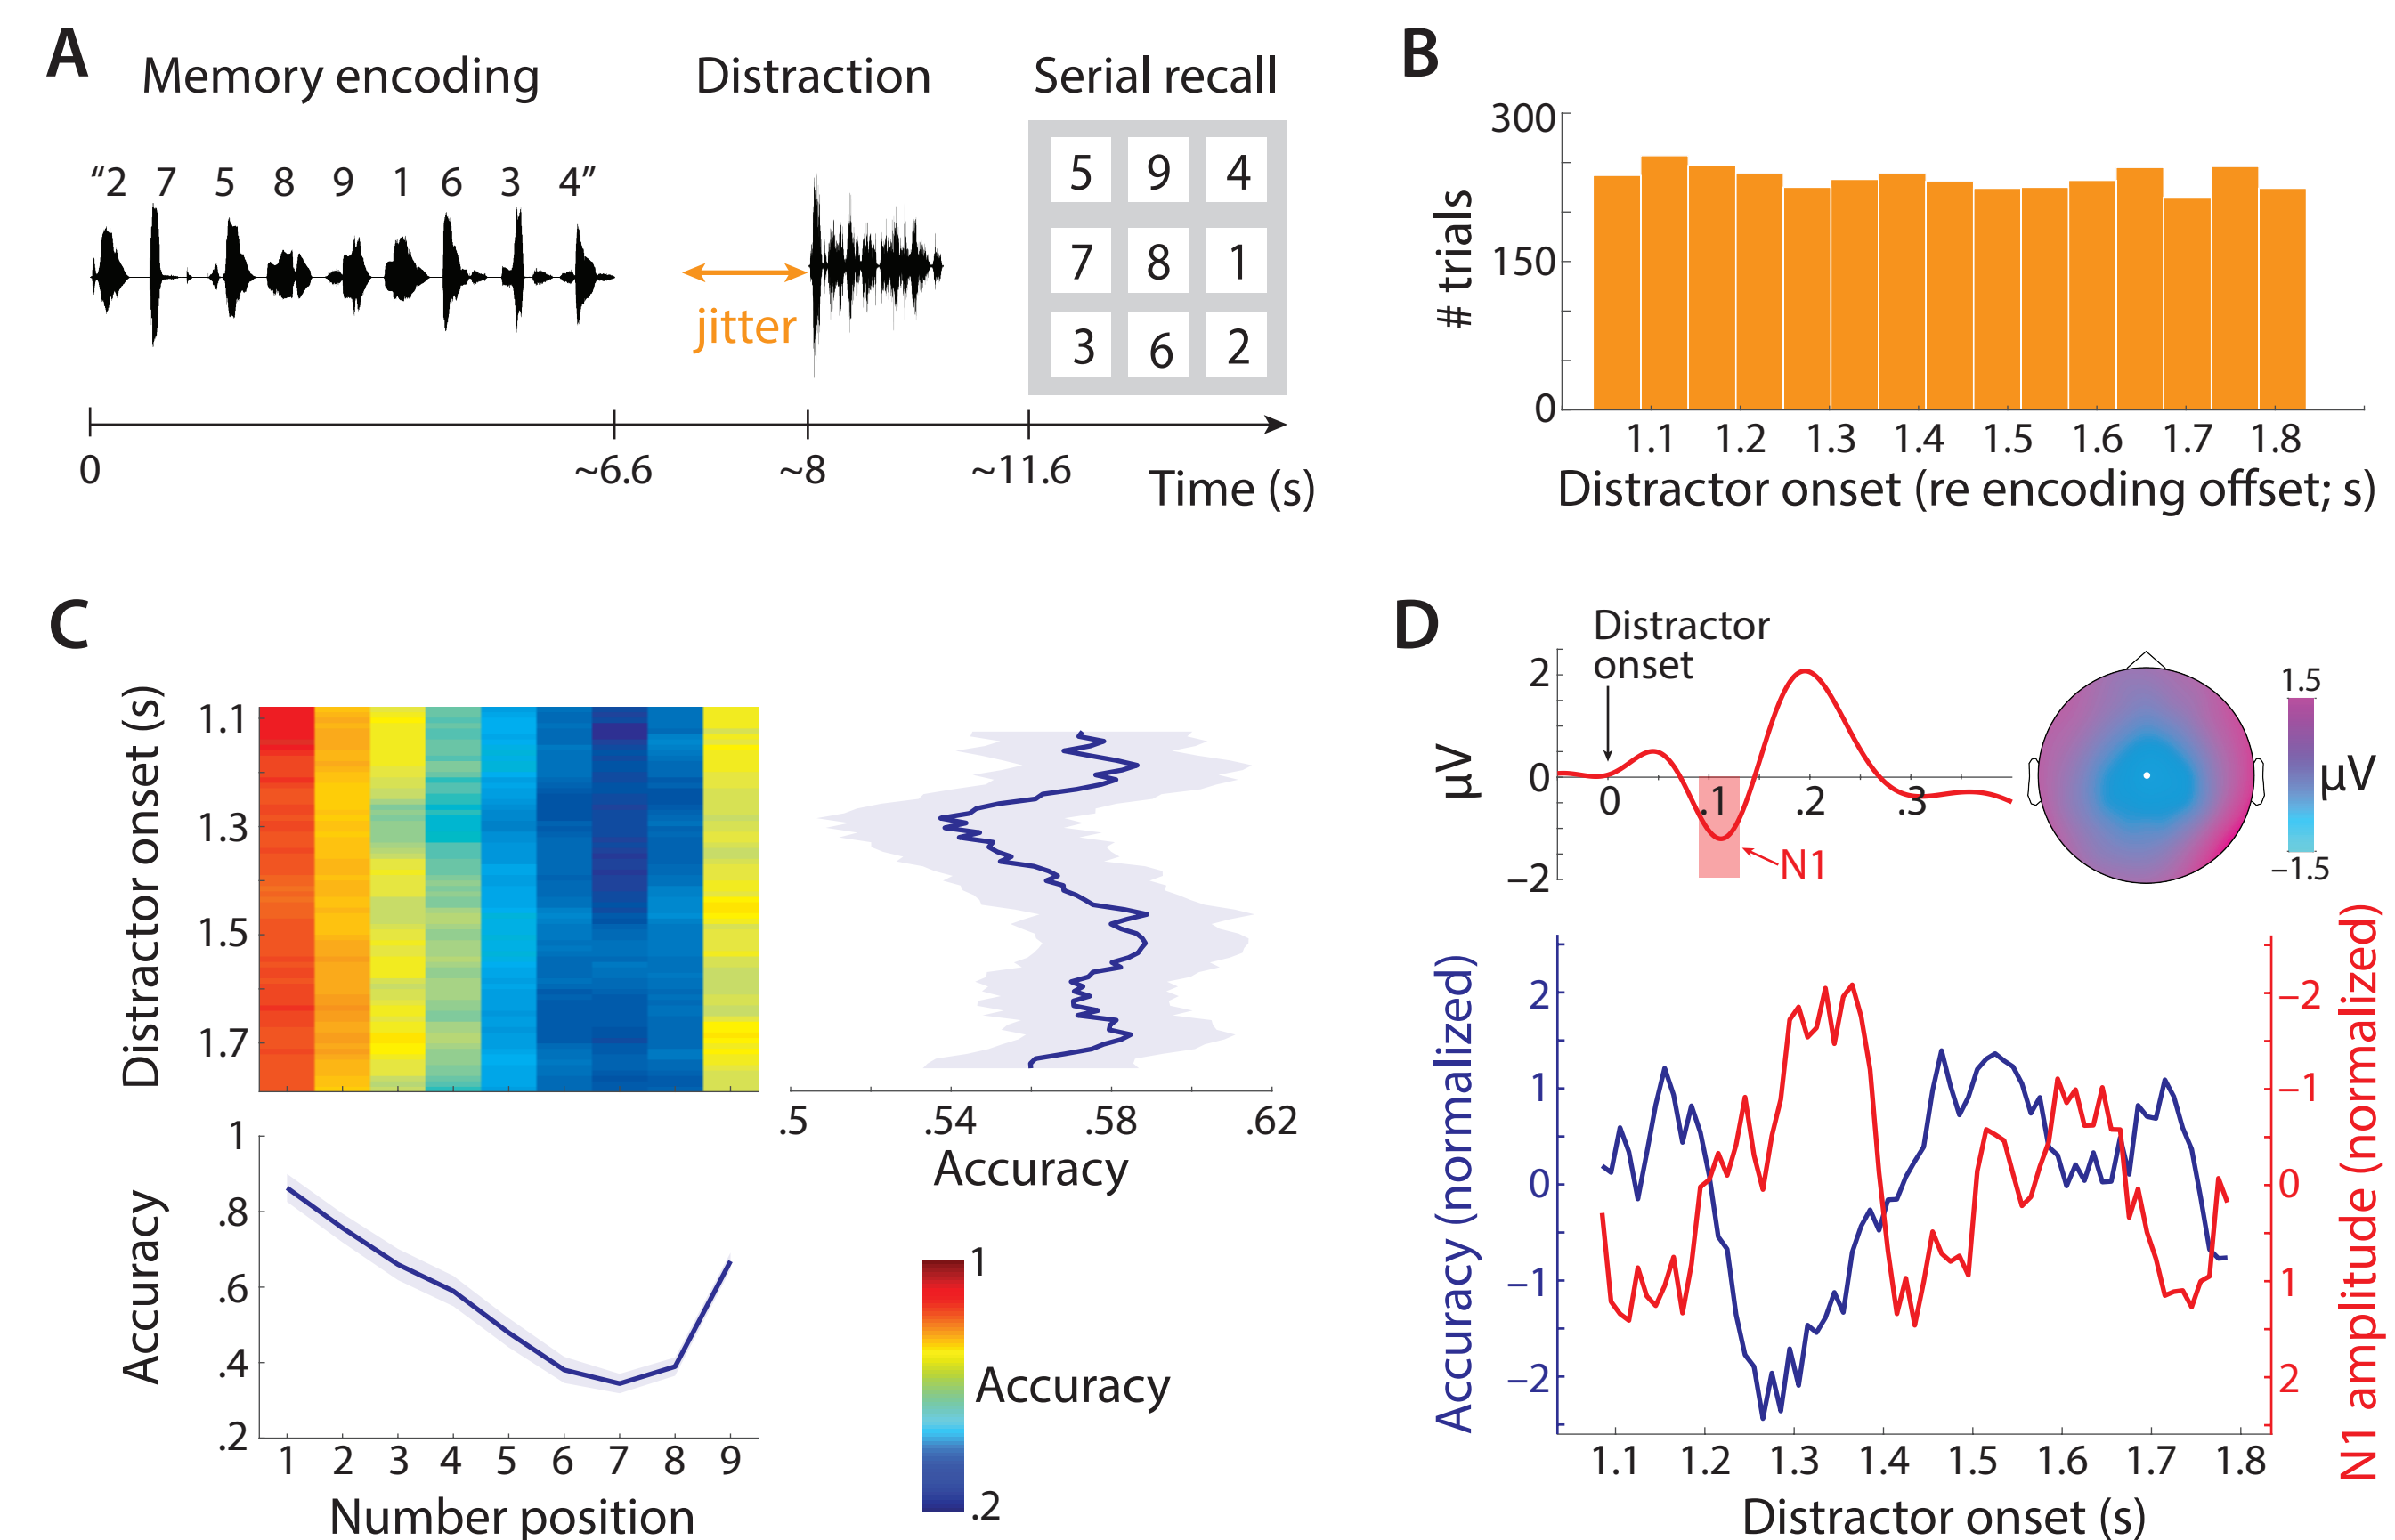 A
Memory encoding
Distraction
Serial recall
“2 7 5 8 9 1 6 3 4”
jitter
5 9 4
7 8 1
3 6 2
0 ~6.6 ~8 ~11.6
Time (s)
B
# trials
300
150
0
1.1 1.2 1.3 1.4 1.5 1.6 1.7 1.8
Distractor onset (re encoding offset; s)
C
Distractor onset (s)
1.1
1.3
1.5
1.7
.5 .54 .58 .62
Accuracy
Accuracy
1
.8
.6
.4
.2
1 2 3 4 5 6 7 8 9
Number position
1
Accuracy
.2
D
Distractor
onset
µV
2
0
−2
0 .1 .2 .3
N1
1.5
µV
−1.5
Accuracy (normalized)
2
1
0
−1
−2
−2
−1
0
1
2
N1 amplitude (normalized)
1.1 1.2 1.3 1.4 1.5 1.6 1.7 1.8
Distractor onset (s)